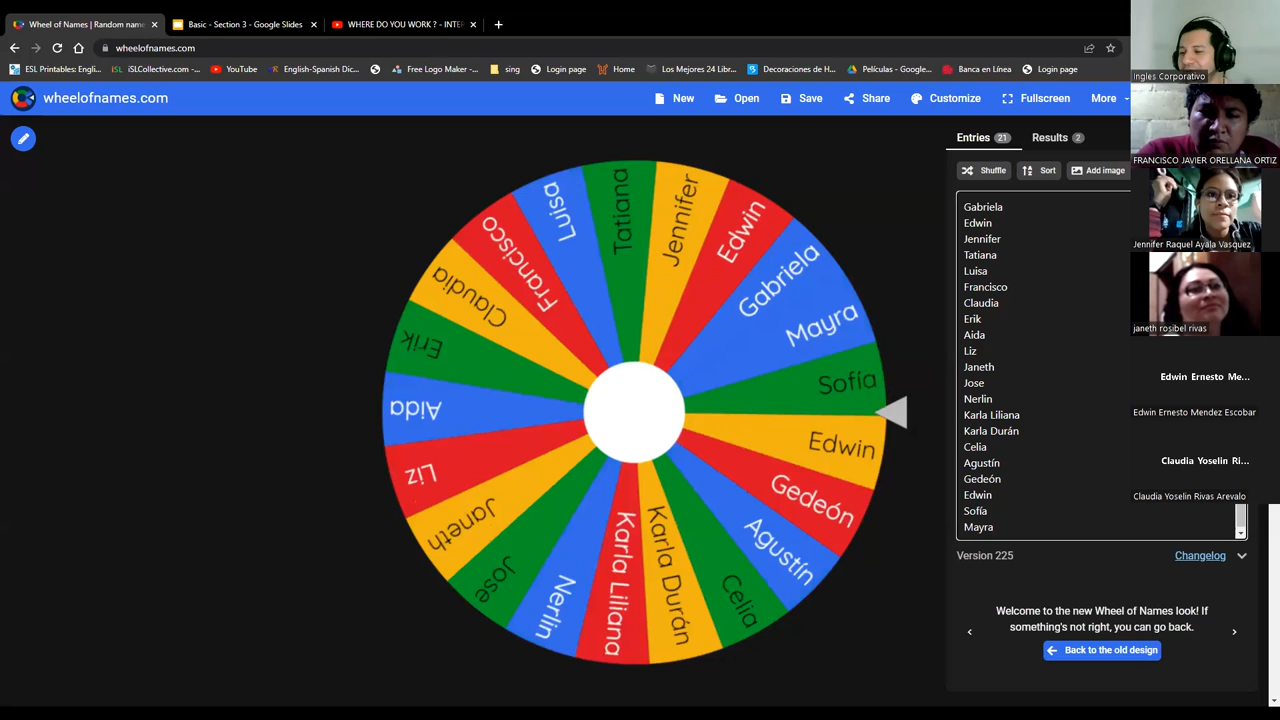 Wheel of Names | Random name
Basic - Section 3 - Google Slides
WHERE DO YOU WORK ? - INTE
wheelofnames.com
ESL Printables: Engli...
iSLCollective.com -...
YouTube
English-Spanish Dic...
Free Logo Maker -...
sing
Login page
Home
Los Mejores 24 Libr...
Decoraciones de H...
Películas - Google...
Banca en Línea
Login page
wheelofnames.com
New
Open
Save
Share
Customize
Fullscreen
More
Entries 21
Results 2
Shuffle
Sort
Add image
Gabriela
Edwin
Jennifer
Tatiana
Luisa
Francisco
Claudia
Erik
Aida
Liz
Janeth
Jose
Nerlin
Karla Liliana
Karla Durán
Celia
Agustín
Gedeón
Edwin
Sofía
Mayra
Version 225
Changelog
Welcome to the new Wheel of Names look! If
something's not right, you can go back.
Back to the old design
Tatiana
Jennifer
Edwin
Gabriela
Mayra
Sofía
Edwin
Gedeón
Agustín
Celia
Karla Durán
Karla Liliana
Nerlin
Jose
Janeth
Liz
Aida
Erik
Claudia
Francisco
Luisa
Ingles Corporativo
FRANCISCO JAVIER ORELLANA ORTIZ
Jennifer Raquel Ayala Vasquez
janeth rosibel rivas
Edwin Ernesto Me...
Edwin Ernesto Mendez Escobar
Claudia Yoselin Ri...
Claudia Yoselin Rivas Arevalo